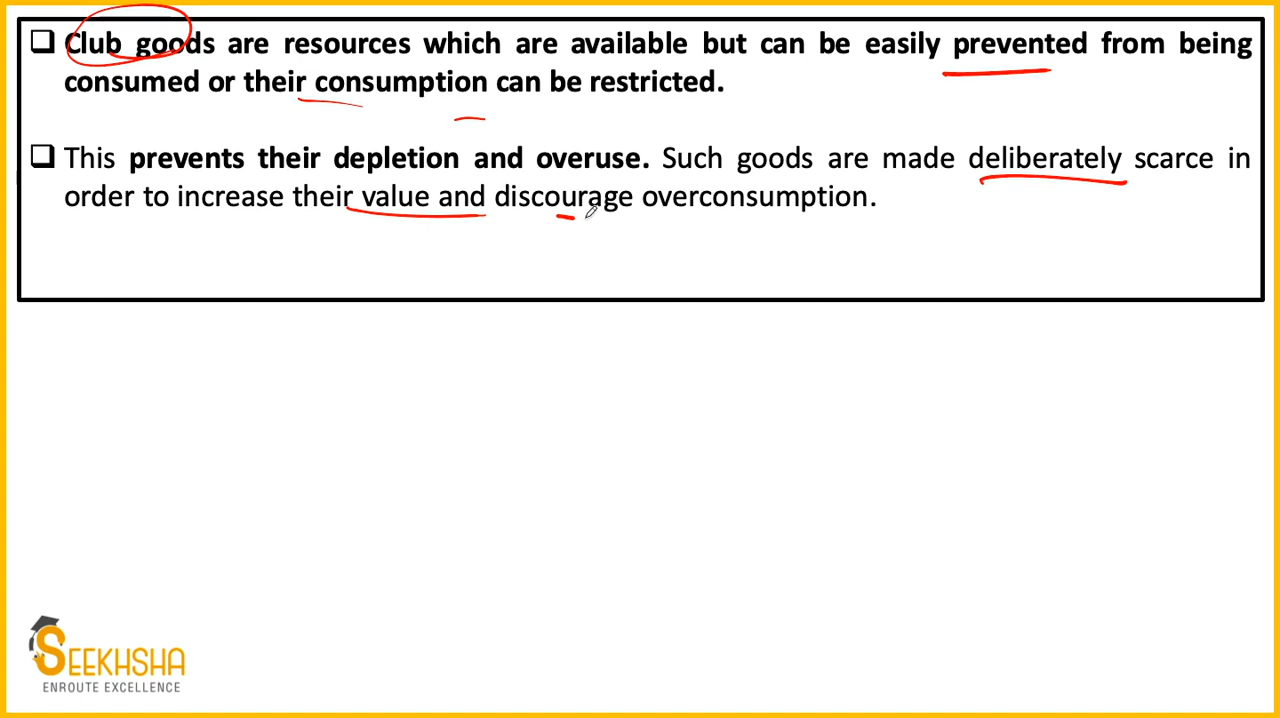 Club goods are resources which are available but can be easily prevented from being
consumed or their consumption can be restricted.
This prevents their depletion and overuse. Such goods are made deliberately scarce in
order to increase their value and discourage overconsumption.
SEEKHSHA
ENROUTE EXCELLENCE